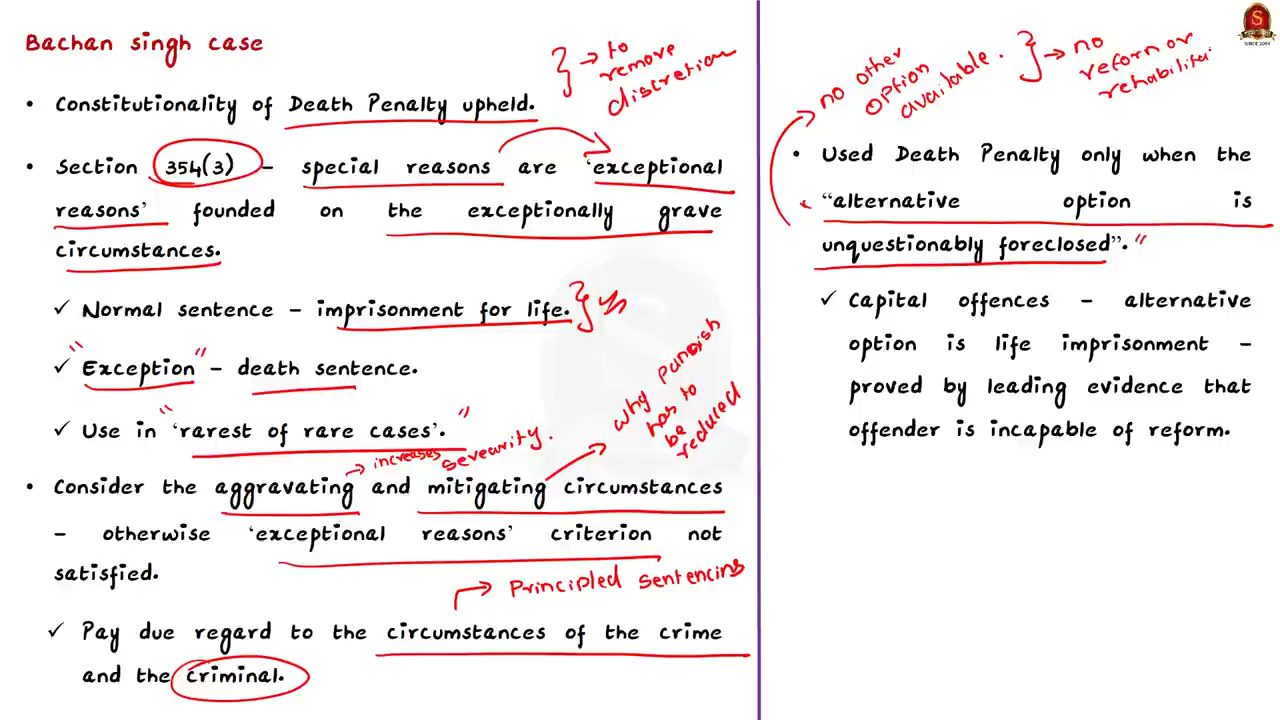 Bachan singh case
} → to
remove
discretion
• Constitutionality of Death Penalty upheld.
• Section 354(3) – special reasons are ‘exceptional
reasons’ founded on the exceptionally grave
circumstances.
✓ Normal sentence – imprisonment for life. }
✓ "Exception" – death sentence.
✓ Use in "‘rarest of rare cases’."
→ increases severarity.
why punish
has to
be
reduced
• Consider the aggravating and mitigating circumstances
– otherwise ‘exceptional reasons’ criterion not
satisfied.
→ Principled sentencing
✓ Pay due regard to the circumstances of the crime
and the criminal.
→ no other
option
available.
} → no
reform or
• Used Death Penalty only when the
“alternative option is
unquestionably foreclosed”."
✓ Capital offences – alternative
option is life imprisonment –
proved by leading evidence that
offender is incapable of reform.
S
SINCE 2004